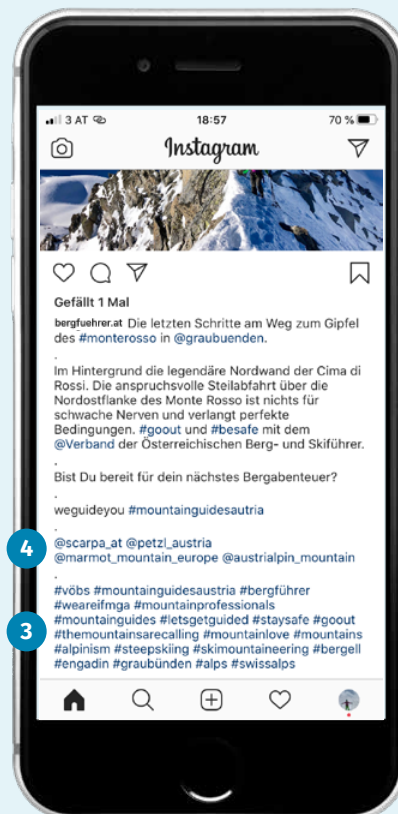 3 AT 18:57 70 %
Instagram
Gefällt 1 Mal
bergfuehrer.at Die letzten Schritte am Weg zum Gipfel
des #monterosso in @graubuenden.
.
Im Hintergrund die legendäre Nordwand der Cima di
Rossi. Die anspruchsvolle Steilabfahrt über die
Nordostflanke des Monte Rosso ist nichts für
schwache Nerven und verlangt perfekte
Bedingungen. #goout und #besafe mit dem
@Verband der Österreichischen Berg- und Skiführer.
.
Bist Du bereit für dein nächstes Bergabenteuer?
.
weguideyou #mountainguidesautria
.
4
@scarpa_at @petzl_austria
@marmot_mountain_europe @austrialpin_mountain
.
#vöbs #mountainguidesaustria #bergführer
#weareifmga #mountainprofessionals
3
#mountainguides #letsgetguided #staysafe #goout
#themountainsarecalling #mountainlove #mountains
#alpinism #steepskiing #skimountaineering #bergell
#engadin #graubünden #alps #swissalps